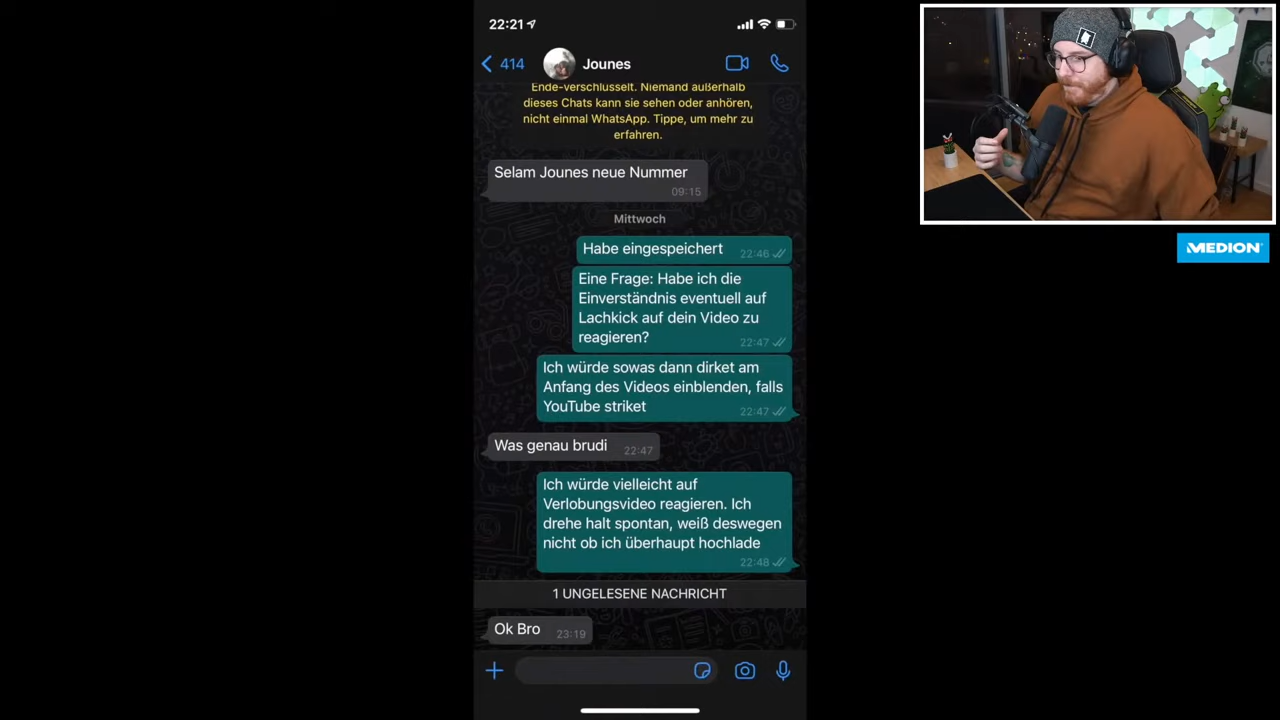 22:21
414
Jounes
Ende-verschlüsselt. Niemand außerhalb
dieses Chats kann sie sehen oder anhören,
nicht einmal WhatsApp. Tippe, um mehr zu
erfahren.
Selam Jounes neue Nummer
09:15
Mittwoch
Habe eingespeichert
22:46
Eine Frage: Habe ich die
Einverständnis eventuell auf
Lachkick auf dein Video zu
reagieren?
22:47
Ich würde sowas dann dirket am
Anfang des Videos einblenden, falls
YouTube striket
22:47
Was genau brudi
22:47
Ich würde vielleicht auf
Verlobungsvideo reagieren. Ich
drehe halt spontan, weiß deswegen
nicht ob ich überhaupt hochlade
22:48
1 UNGELESENE NACHRICHT
Ok Bro
23:19
MEDION